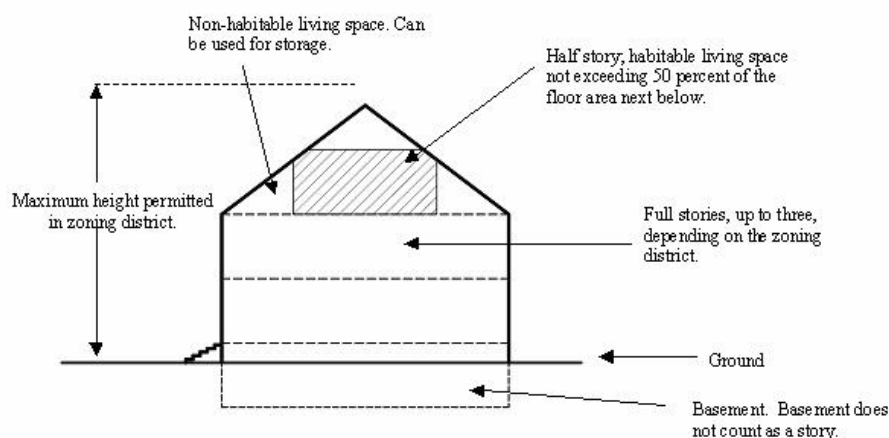 Non-habitable living space. Can
be used for storage.
Half story; habitable living space
not exceeding 50 percent of the
floor area next below.
Maximum height permitted
in zoning district.
Full stories, up to three,
depending on the zoning
district.
Ground
Basement. Basement does
not count as a story.